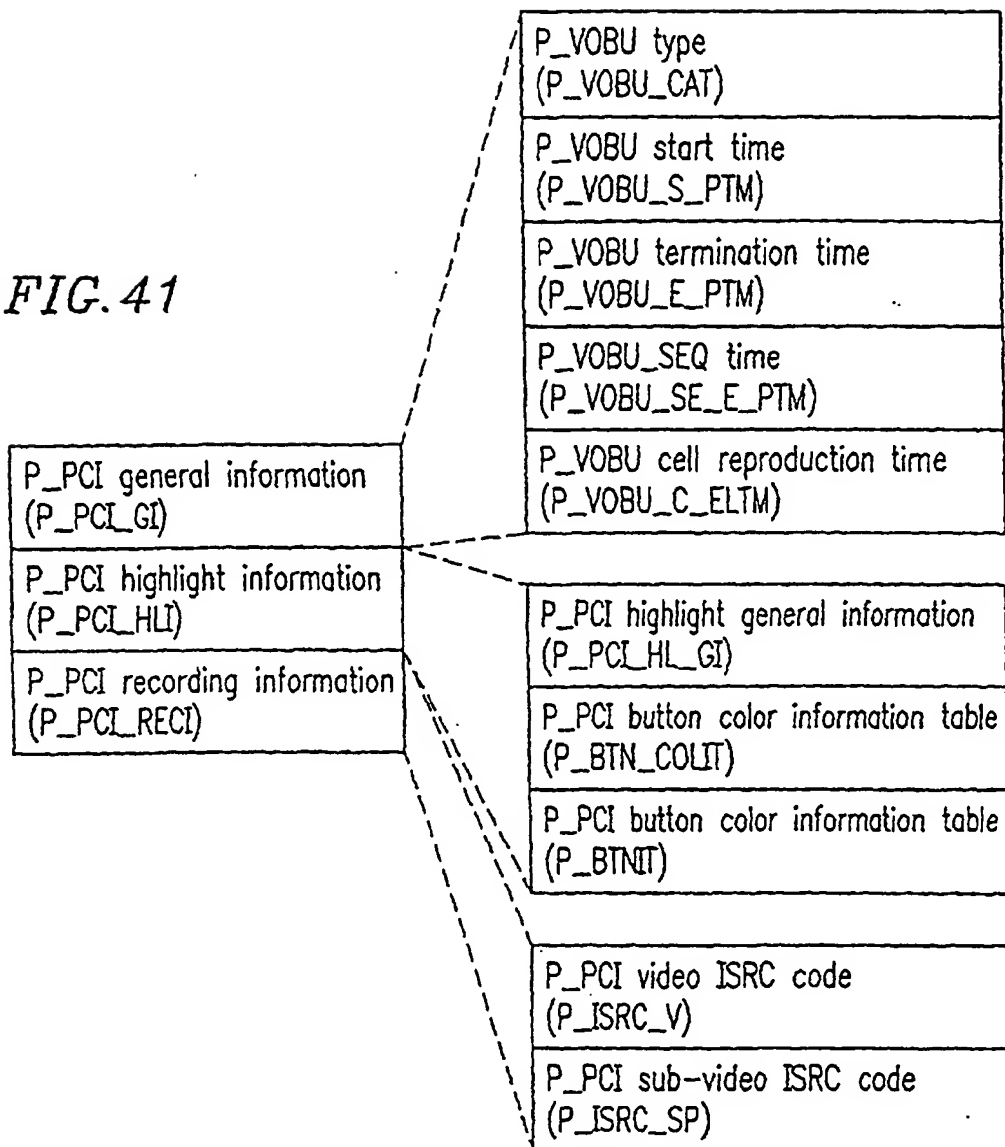 FIG. 41
P_PCI general information
(P_PCI_GI)
P_PCI highlight information
(P_PCI_HLI)
P_PCI recording information
(P_PCI_RECI)
P_VOBU type
(P_VOBU_CAT)
P_VOBU start time
(P_VOBU_S_PTM)
P_VOBU termination time
(P_VOBU_E_PTM)
P_VOBU_SEQ time
(P_VOBU_SE_E_PTM)
P_VOBU cell reproduction time
(P_VOBU_C_ELTM)
P_PCI highlight general information
(P_PCI_HL_GI)
P_PCI button color information table
(P_BTN_COLIT)
P_PCI button color information table
(P_BTNIT)
P_PCI video ISRC code
(P_ISRC_V)
P_PCI sub-video ISRC code
(P_ISRC_SP)